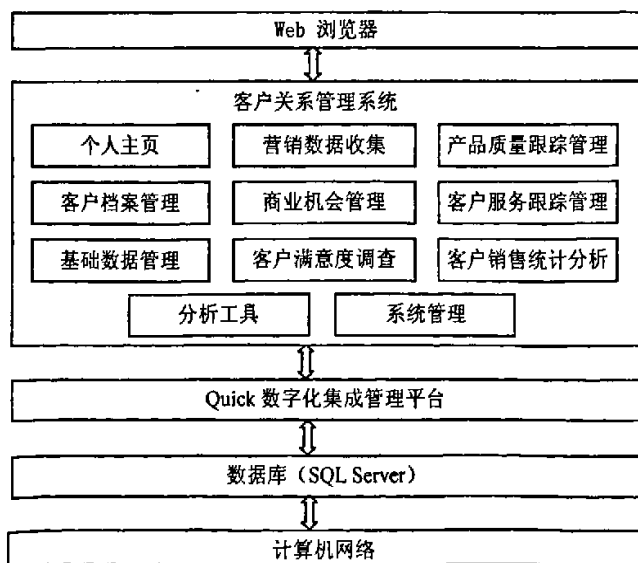 Web 浏览器
客户关系管理系统
个人主页 营销数据收集 产品质量跟踪管理
客户档案管理 商业机会管理 客户服务跟踪管理
基础数据管理 客户满意度调查 客户销售统计分析
分析工具 系统管理
Quick 数字化集成管理平台
数据库（SQL Server）
计算机网络